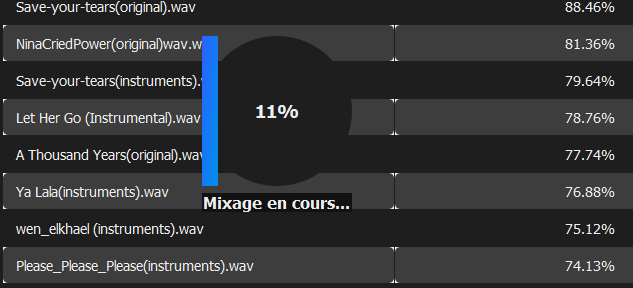 Save-your-tears(original).wav 88.46%
NinaCriedPower(original)wav.w 81.36%
Save-your-tears(instruments). 79.64%
11%
Let Her Go (Instrumental).wav 78.76%
A Thousand Years(original).wav 77.74%
Ya Lala(instruments).wav 76.88%
Mixage en cours...
wen_elkhael (instruments).wav 75.12%
Please_Please_Please(instruments).wav 74.13%